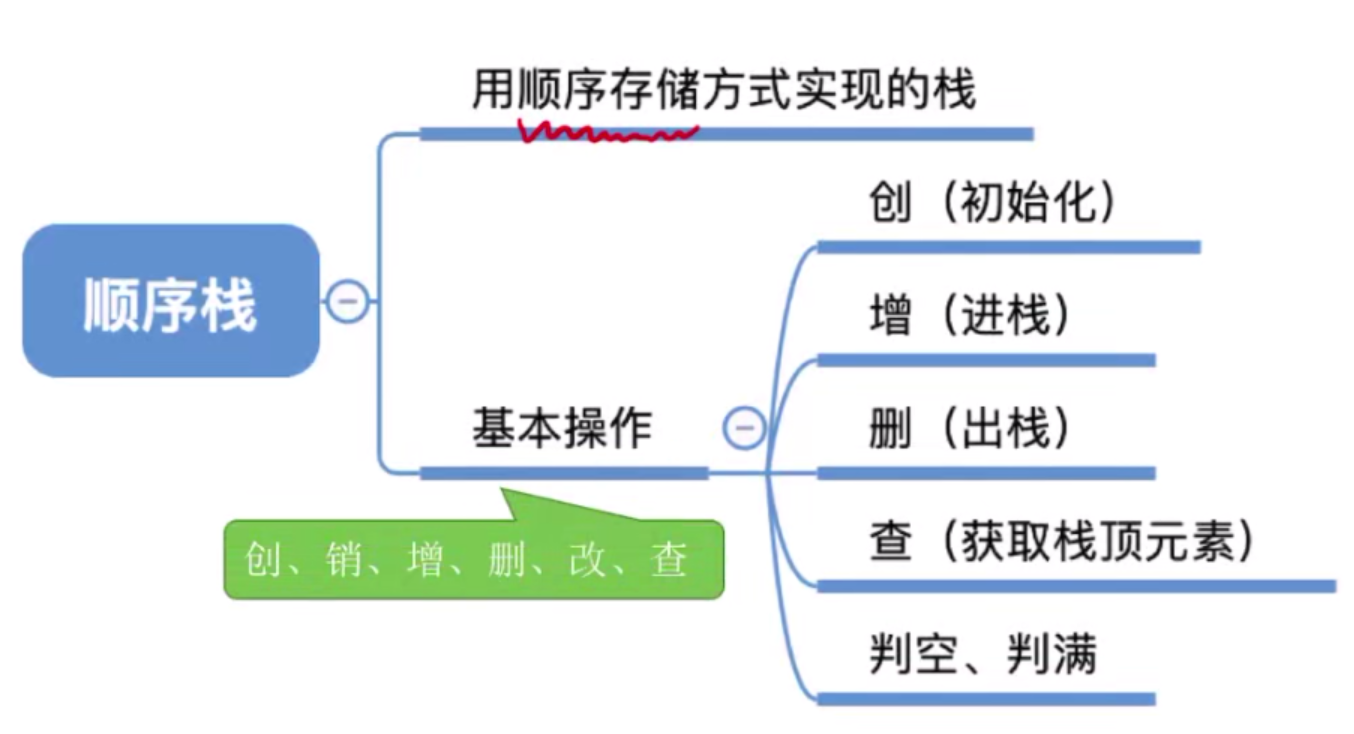 用顺序存储方式实现的栈
创（初始化）
顺序栈
增（进栈）
基本操作
删（出栈）
创、销、增、删、改、查
查（获取栈顶元素）
判空、判满